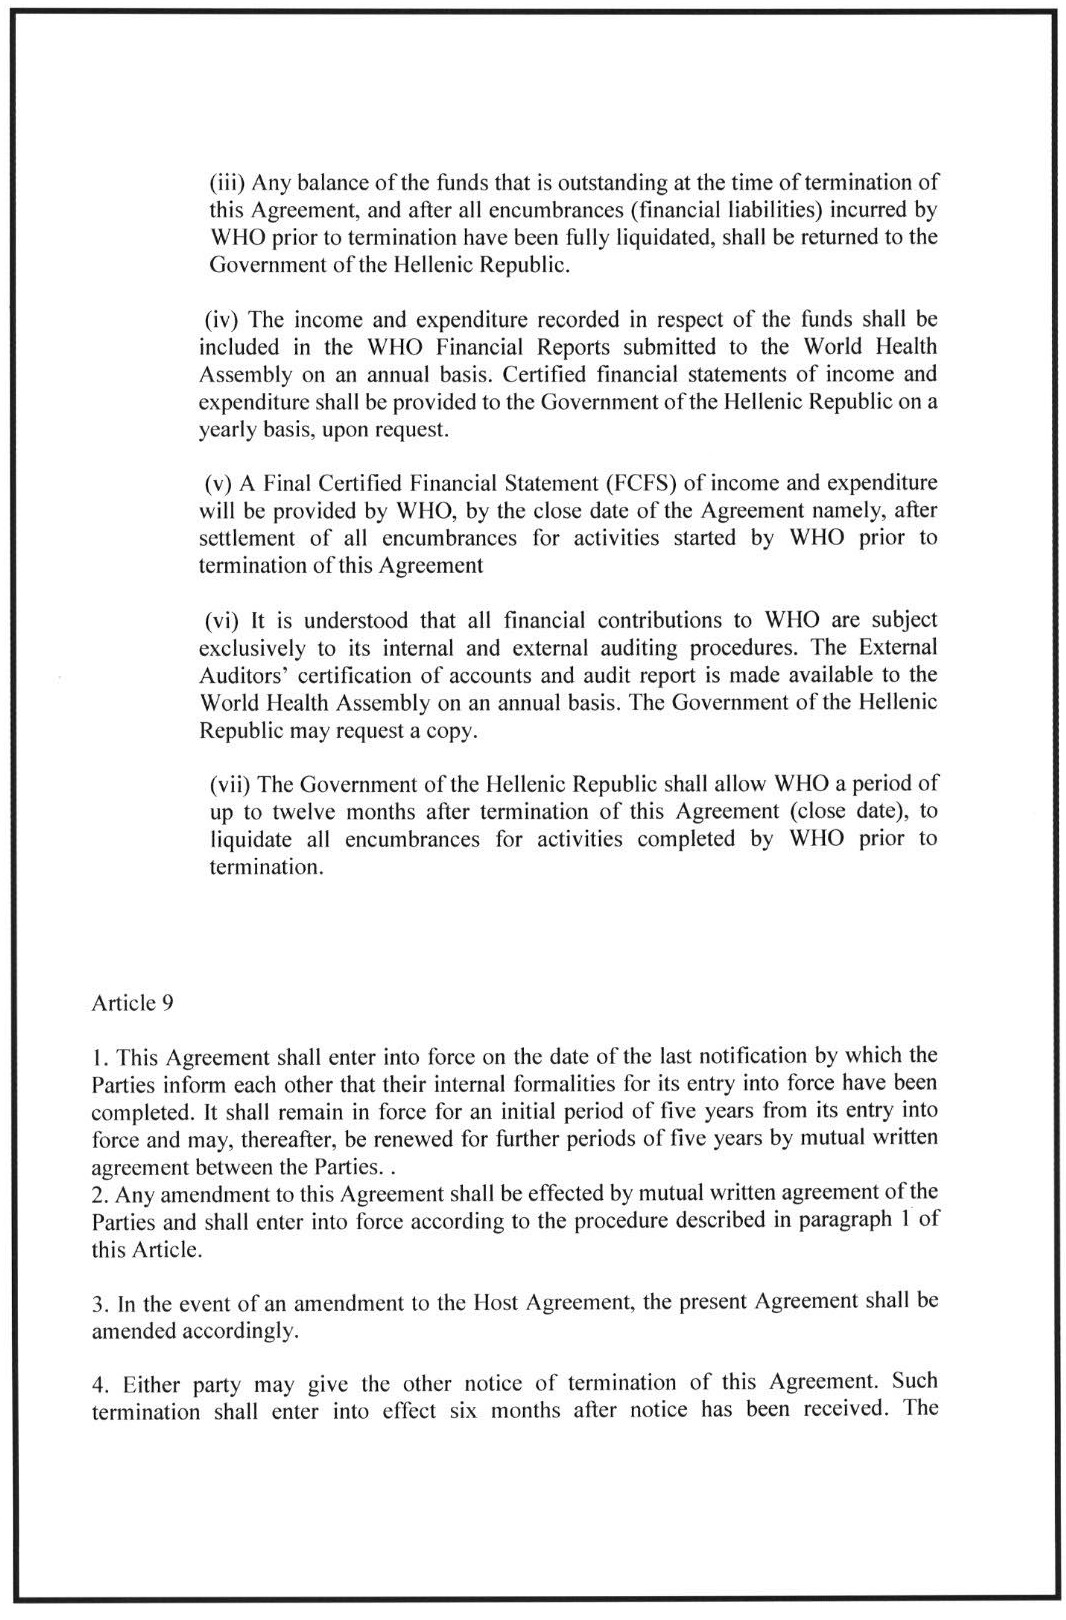 (iii) Any balance of the funds that is outstanding at the time of termination of
this Agreement, and after all encumbrances (financial liabilities) incurred by
WHO prior to termination have been fully liquidated, shall be returned to the
Government of the Hellenic Republic.
(iv) The income and expenditure recorded in respect of the funds shall be
included in the WHO Financial Reports submitted to the World Health
Assembly on an annual basis. Certified financial statements of income and
expenditure shall be provided to the Government of the Hellenic Republic on a
yearly basis, upon request.
(v) A Final Certified Financial Statement (FCFS) of income and expenditure
will be provided by WHO, by the close date of the Agreement namely, after
settlement of all encumbrances for activities started by WHO prior to
termination of this Agreement
(vi) It is understood that all financial contributions to WHO are subject
exclusively to its internal and external auditing procedures. The External
Auditors' certification of accounts and audit report is made available to the
World Health Assembly on an annual basis. The Government of the Hellenic
Republic may request a copy.
(vii) The Government of the Hellenic Republic shall allow WHO a period of
up to twelve months after termination of this Agreement (close date), to
liquidate all encumbrances for activities completed by WHO prior to
termination.
Article 9
1. This Agreement shall enter into force on the date of the last notification by which the
Parties inform each other that their internal formalities for its entry into force have been
completed. It shall remain in force for an initial period of five years from its entry into
force and may, thereafter, be renewed for further periods of five years by mutual written
agreement between the Parties. .
2. Any amendment to this Agreement shall be effected by mutual written agreement of the
Parties and shall enter into force according to the procedure described in paragraph 1 of
this Article.
3. In the event of an amendment to the Host Agreement, the present Agreement shall be
amended accordingly.
4. Either party may give the other notice of termination of this Agreement. Such
termination shall enter into effect six months after notice has been received. The